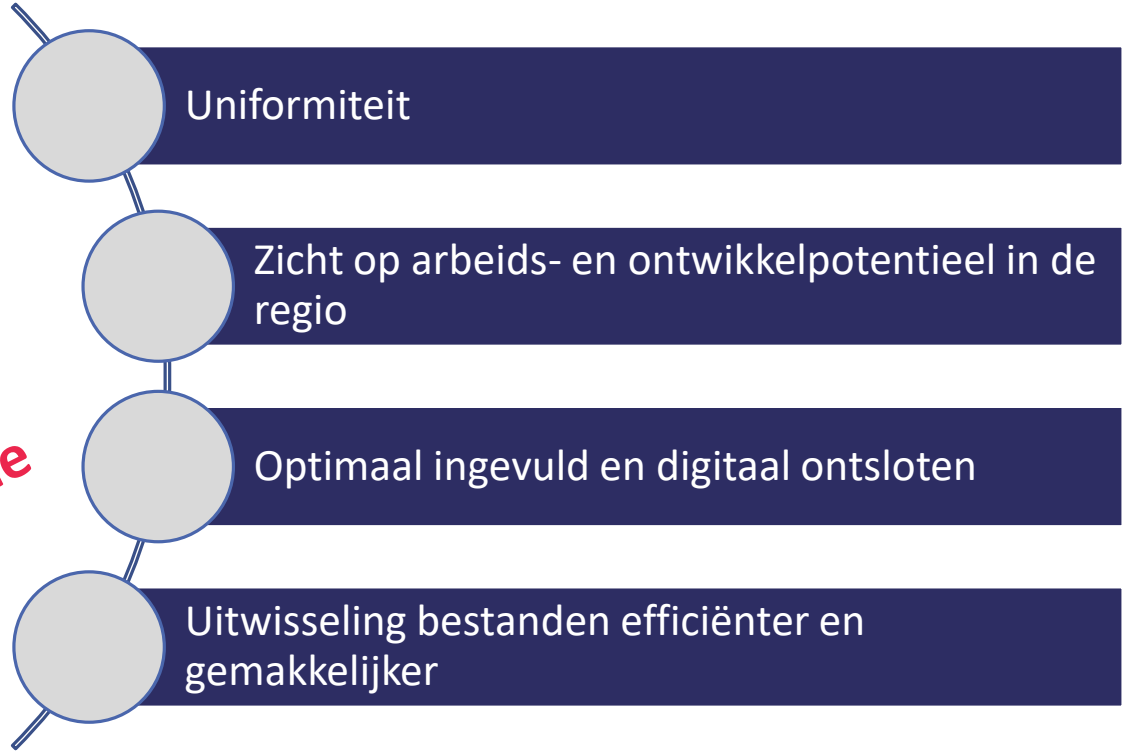 Uniformiteit
Zicht op arbeids- en ontwikkelpotentieel in de
regio
Optimaal ingevuld en digitaal ontsloten
Uitwisseling bestanden efficiënter en
gemakkelijker